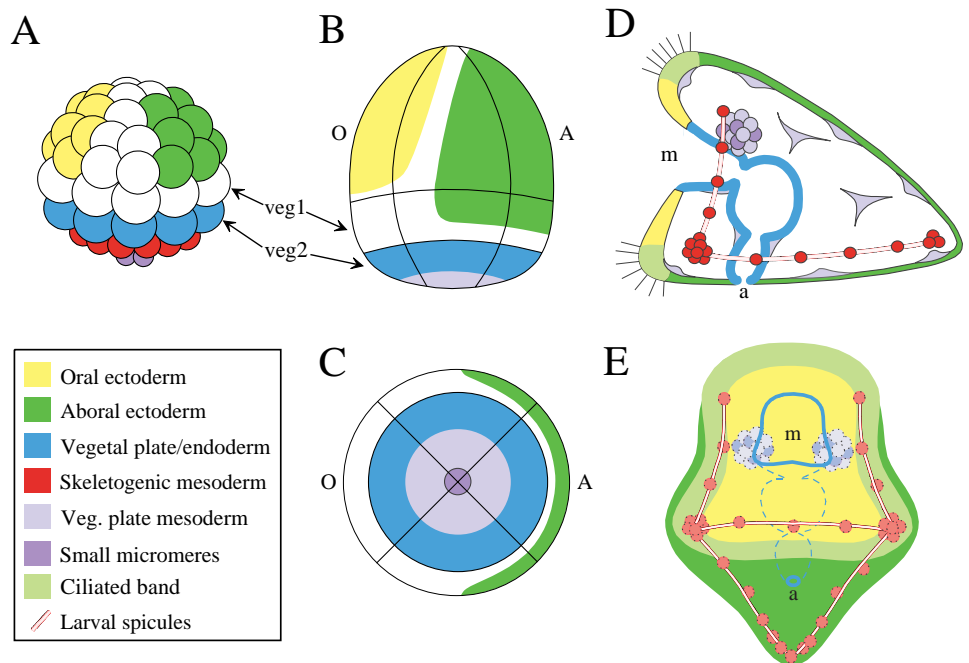 A
B
D
O
A
m
veg1
veg2
a
C
E
Oral ectoderm
Aboral ectoderm
Vegetal plate/endoderm
Skeletogenic mesoderm
Veg. plate mesoderm
Small micromeres
Ciliated band
Larval spicules
O
A
m
a